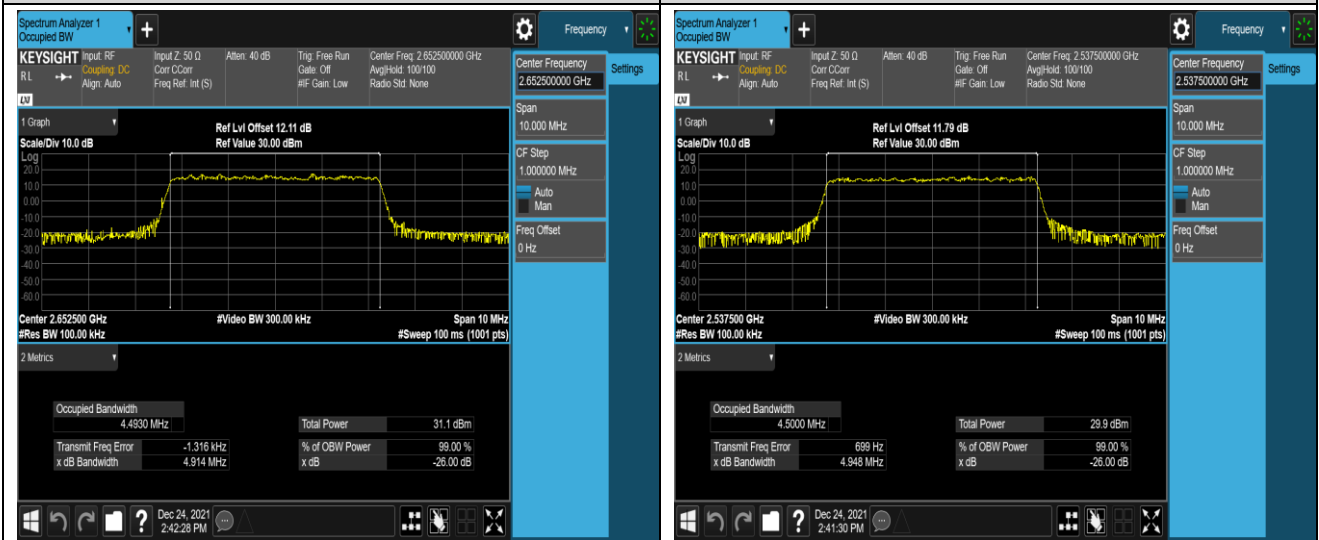 Spectrum Analyzer 1
Occupied BW
Frequency
KEYSIGHT Input: RF Input Z: 50 Ω Atten: 40 dB Trig: Free Run Center Freq: 2.652500000 GHz
RL Coupling: DC Corr CCorr Gate: Off Avg|Hold: 100/100
Align: Auto Freq Ref: Int (S) #IF Gain: Low Radio Std: None
LXI
Center Frequency
2.652500000 GHz
Settings
Span
10.000 MHz
CF Step
1.000000 MHz
Auto
Man
Freq Offset
0 Hz
1 Graph
Ref Lvl Offset 12.11 dB
Scale/Div 10.0 dB Ref Value 30.00 dBm
Log
20.0
10.0
0.00
-10.0
-20.0
-30.0
-40.0
-50.0
-60.0
Center 2.652500 GHz #Video BW 300.00 kHz Span 10 MHz
#Res BW 100.00 kHz #Sweep 100 ms (1001 pts)
2 Metrics
Occupied Bandwidth
4.4930 MHz Total Power 31.1 dBm
Transmit Freq Error -1.316 kHz % of OBW Power 99.00 %
x dB Bandwidth 4.914 MHz x dB -26.00 dB
? Dec 24, 2021
2:42:28 PM
Spectrum Analyzer 1
Occupied BW
Frequency
KEYSIGHT Input: RF Input Z: 50 Ω Atten: 40 dB Trig: Free Run Center Freq: 2.537500000 GHz
RL Coupling: DC Corr CCorr Gate: Off Avg|Hold: 100/100
Align: Auto Freq Ref: Int (S) #IF Gain: Low Radio Std: None
LXI
Center Frequency
2.537500000 GHz
Settings
Span
10.000 MHz
CF Step
1.000000 MHz
Auto
Man
Freq Offset
0 Hz
1 Graph
Ref Lvl Offset 11.79 dB
Scale/Div 10.0 dB Ref Value 30.00 dBm
Log
20.0
10.0
0.00
-10.0
-20.0
-30.0
-40.0
-50.0
-60.0
Center 2.537500 GHz #Video BW 300.00 kHz Span 10 MHz
#Res BW 100.00 kHz #Sweep 100 ms (1001 pts)
2 Metrics
Occupied Bandwidth
4.5000 MHz Total Power 29.9 dBm
Transmit Freq Error 699 Hz % of OBW Power 99.00 %
x dB Bandwidth 4.948 MHz x dB -26.00 dB
? Dec 24, 2021
2:41:30 PM